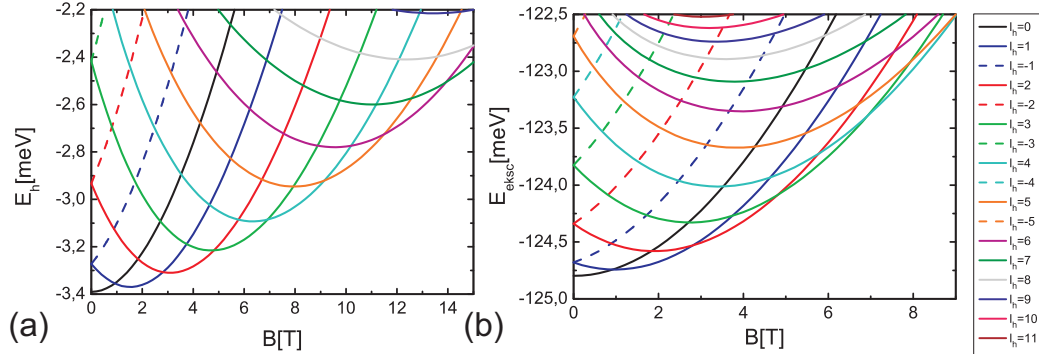 -2,2
-2,4
-2,6
-2,8
-3,0
-3,2
-3,4
E_h[meV]
0 2 4 6 8 10 12 14
B[T]
(a)
-122,5
-123,0
-123,5
-124,0
-124,5
-125,0
E_eksc[meV]
0 2 4 6 8
B[T]
(b)
l_h=0
l_h=1
l_h=-1
l_h=2
l_h=-2
l_h=3
l_h=-3
l_h=4
l_h=-4
l_h=5
l_h=-5
l_h=6
l_h=7
l_h=8
l_h=9
l_h=10
l_h=11